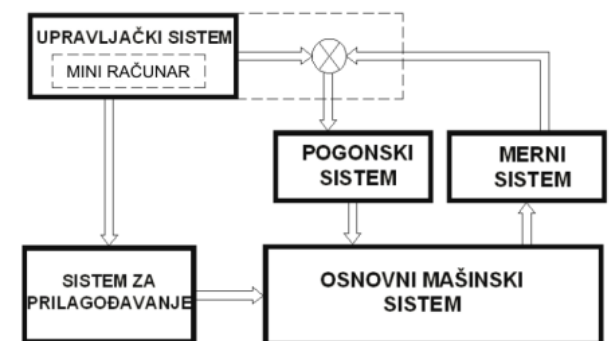 UPRAVLJAČKI SISTEM
MINI RAČUNAR
POGONSKI
SISTEM
MERNI
SISTEM
SISTEM ZA
PRILAGOĐAVANJE
OSNOVNI MAŠINSKI
SISTEM